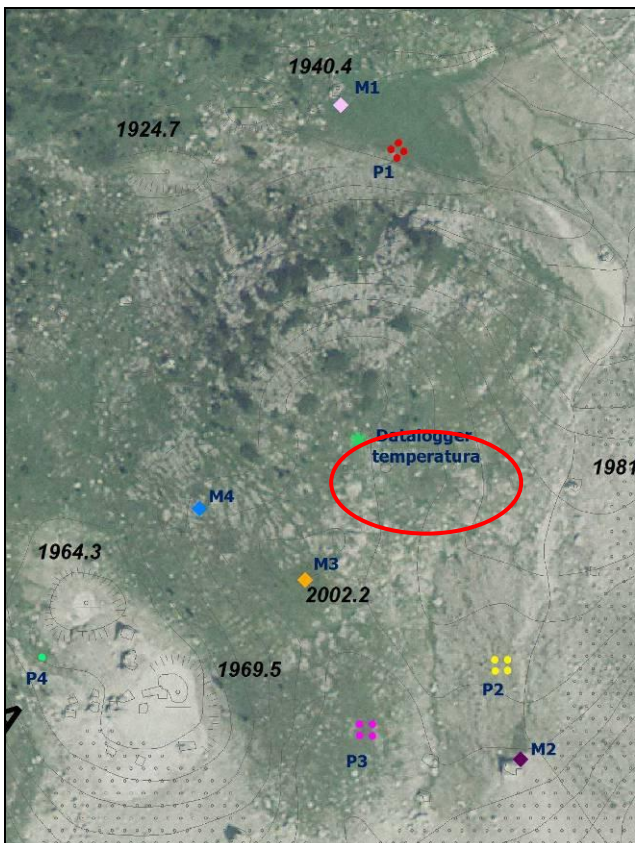 1940.4
M1
1924.7
P1
Datalogger
temperatura
1981
M4
1964.3
M3
2002.2
1969.5
P4
P2
P3
M2